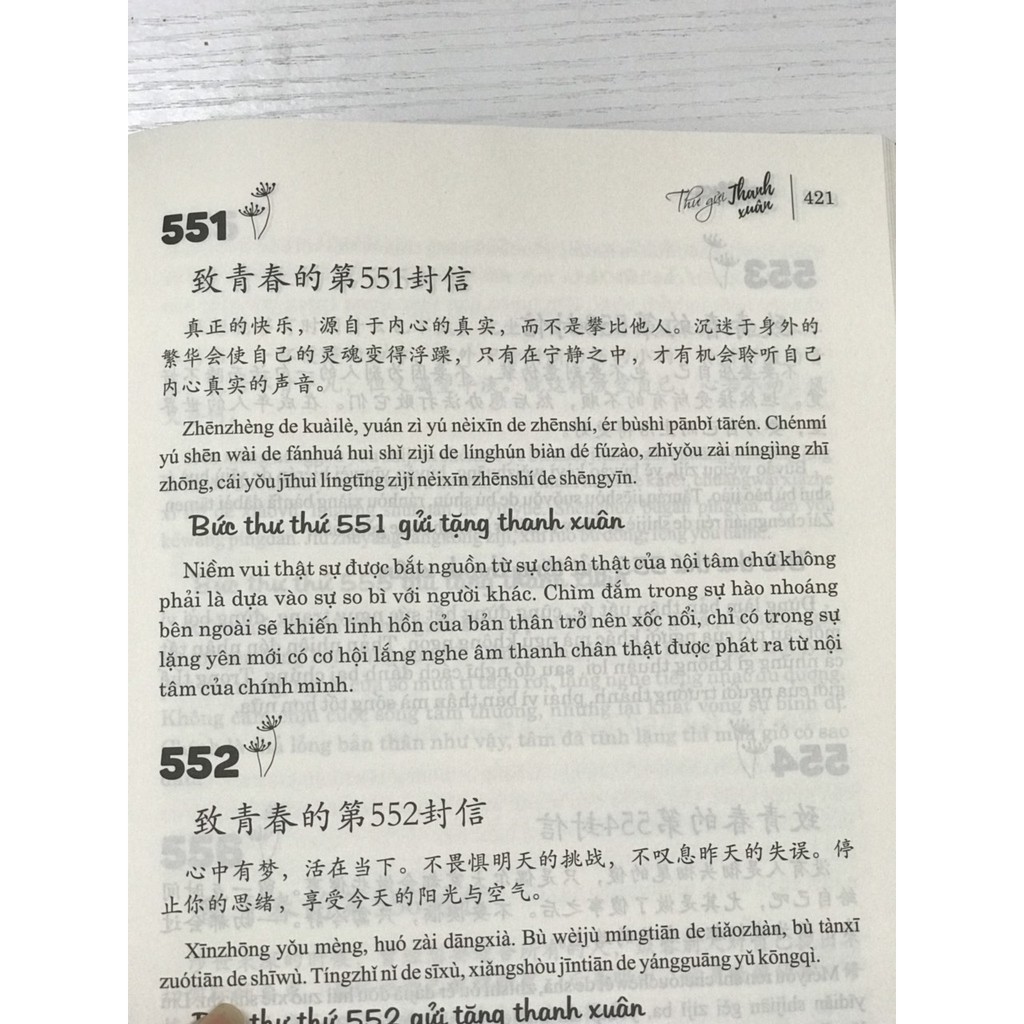 Thư gửi Thanh xuân | 421
551
致青春的第551封信
真正的快乐，源自于内心的真实，而不是攀比他人。沉迷于身外的
繁华会使自己的灵魂变得浮躁，只有在宁静之中，才有机会聆听自己
内心真实的声音。
Zhēnzhèng de kuàilè, yuán zì yú nèixīn de zhēnshí, ér bùshì pānbǐ tārén. Chénmí
yú shēn wài de fánhuá huì shǐ zìjǐ de línghún biàn dé fúzào, zhǐyǒu zài níngjìng zhī
zhōng, cái yǒu jīhuì língtīng zìjǐ nèixīn zhēnshí de shēngyīn.
Bức thư thứ 551 gửi tặng thanh xuân
Niềm vui thật sự được bắt nguồn từ sự chân thật của nội tâm chứ không
phải là dựa vào sự so bì với người khác. Chìm đắm trong sự hào nhoáng
bên ngoài sẽ khiến linh hồn của bản thân trở nên xốc nổi, chỉ có trong sự
lặng yên mới có cơ hội lắng nghe âm thanh chân thật được phát ra từ nội
tâm của chính mình.
552
致青春的第552封信
心中有梦，活在当下。不畏惧明天的挑战，不叹息昨天的失误。停
止你的思绪，享受今天的阳光与空气。
Xīnzhōng yǒu mèng, huó zài dāngxià. Bù wèijù míngtiān de tiǎozhàn, bù tànxī
zuótiān de shīwù. Tíngzhǐ nǐ de sīxù, xiǎngshòu jīntiān de yángguāng yǔ kōngqì.
thư thứ 552 gửi tặng thanh xuân